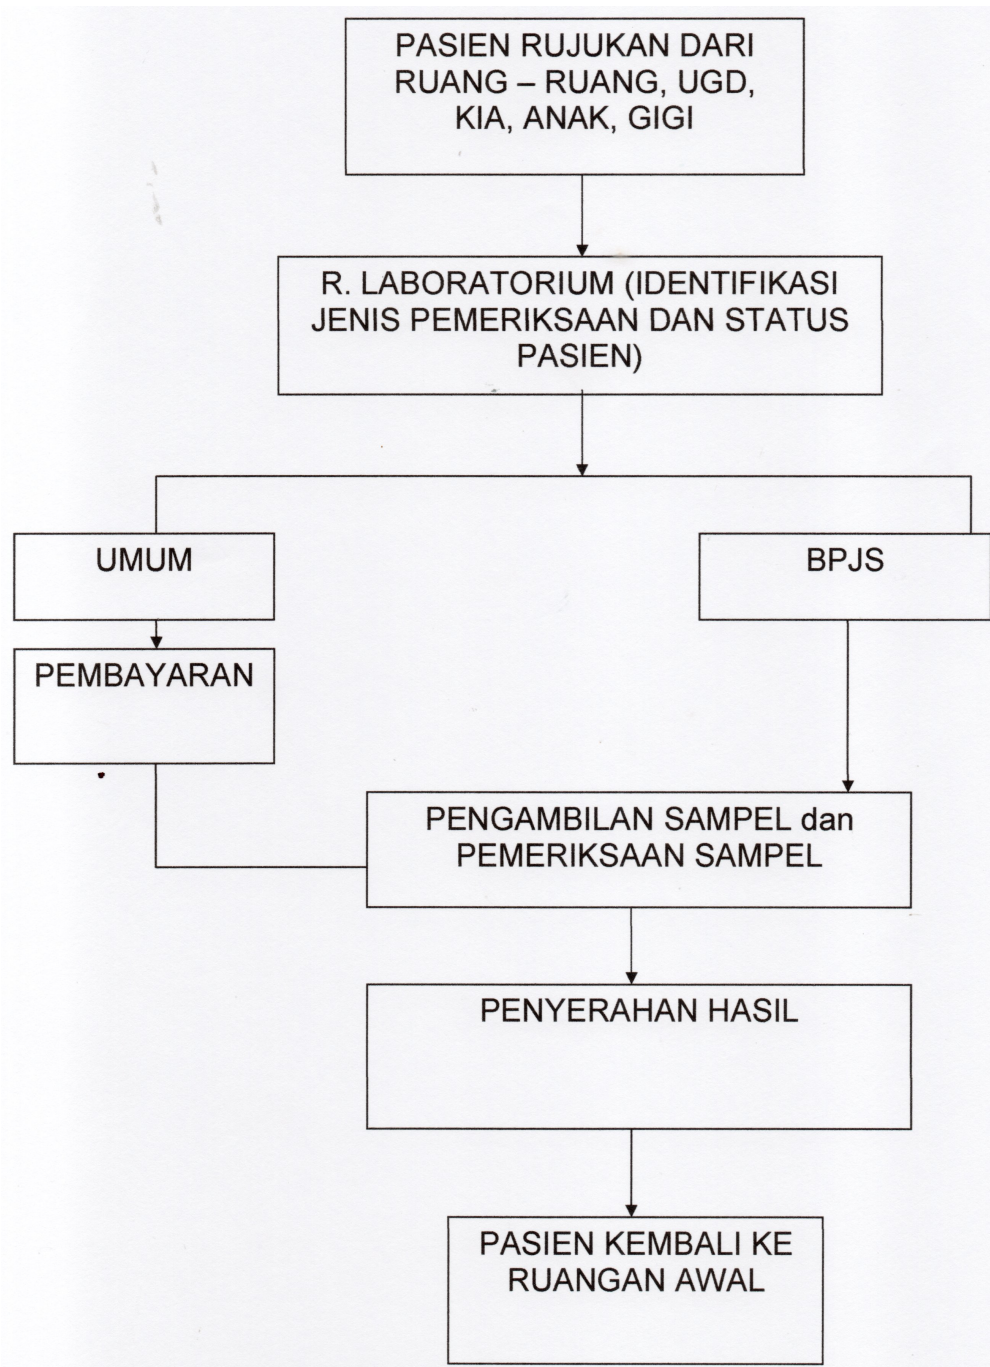 PASIEN RUJUKAN DARI
RUANG – RUANG, UGD,
KIA, ANAK, GIGI
R. LABORATORIUM (IDENTIFIKASI
JENIS PEMERIKSAAN DAN STATUS
PASIEN)
UMUM
BPJS
PEMBAYARAN
PENGAMBILAN SAMPEL dan
PEMERIKSAAN SAMPEL
PENYERAHAN HASIL
PASIEN KEMBALI KE
RUANGAN AWAL